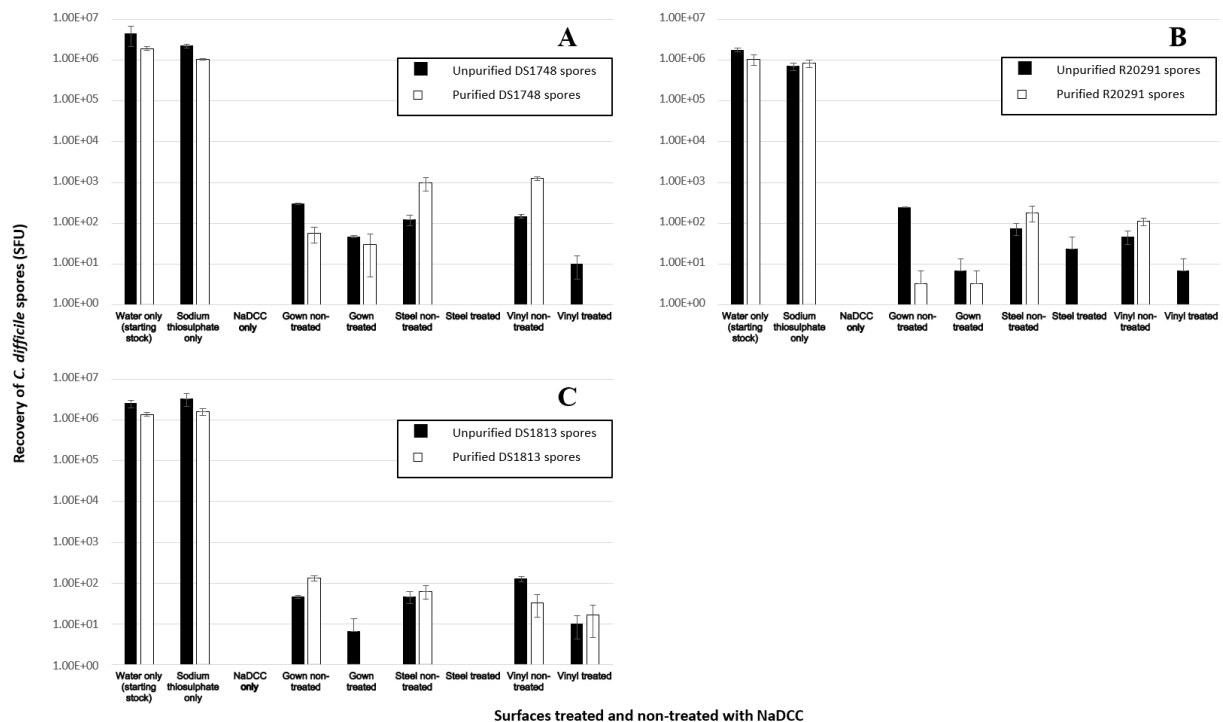 Recovery of C. difficile spores (SFU)
A
1.00E+07
1.00E+06
1.00E+05
1.00E+04
1.00E+03
1.00E+02
1.00E+01
1.00E+00
Unpurified DS1748 spores
Purified DS1748 spores
Water only (starting stock)
Sodium thiosulphate only
NaDCC only
Gown non-treated
Gown treated
Steel non-treated
Steel treated
Vinyl non-treated
Vinyl treated
B
1.00E+07
1.00E+06
1.00E+05
1.00E+04
1.00E+03
1.00E+02
1.00E+01
1.00E+00
Unpurified R20291 spores
Purified R20291 spores
Water only (starting stock)
Sodium thiosulphate only
NaDCC only
Gown non-treated
Gown treated
Steel non-treated
Steel treated
Vinyl non-treated
Vinyl treated
C
1.00E+07
1.00E+06
1.00E+05
1.00E+04
1.00E+03
1.00E+02
1.00E+01
1.00E+00
Unpurified DS1813 spores
Purified DS1813 spores
Water only (starting stock)
Sodium thiosulphate only
NaDCC only
Gown non-treated
Gown treated
Steel non-treated
Steel treated
Vinyl non-treated
Vinyl treated
Surfaces treated and non-treated with NaDCC